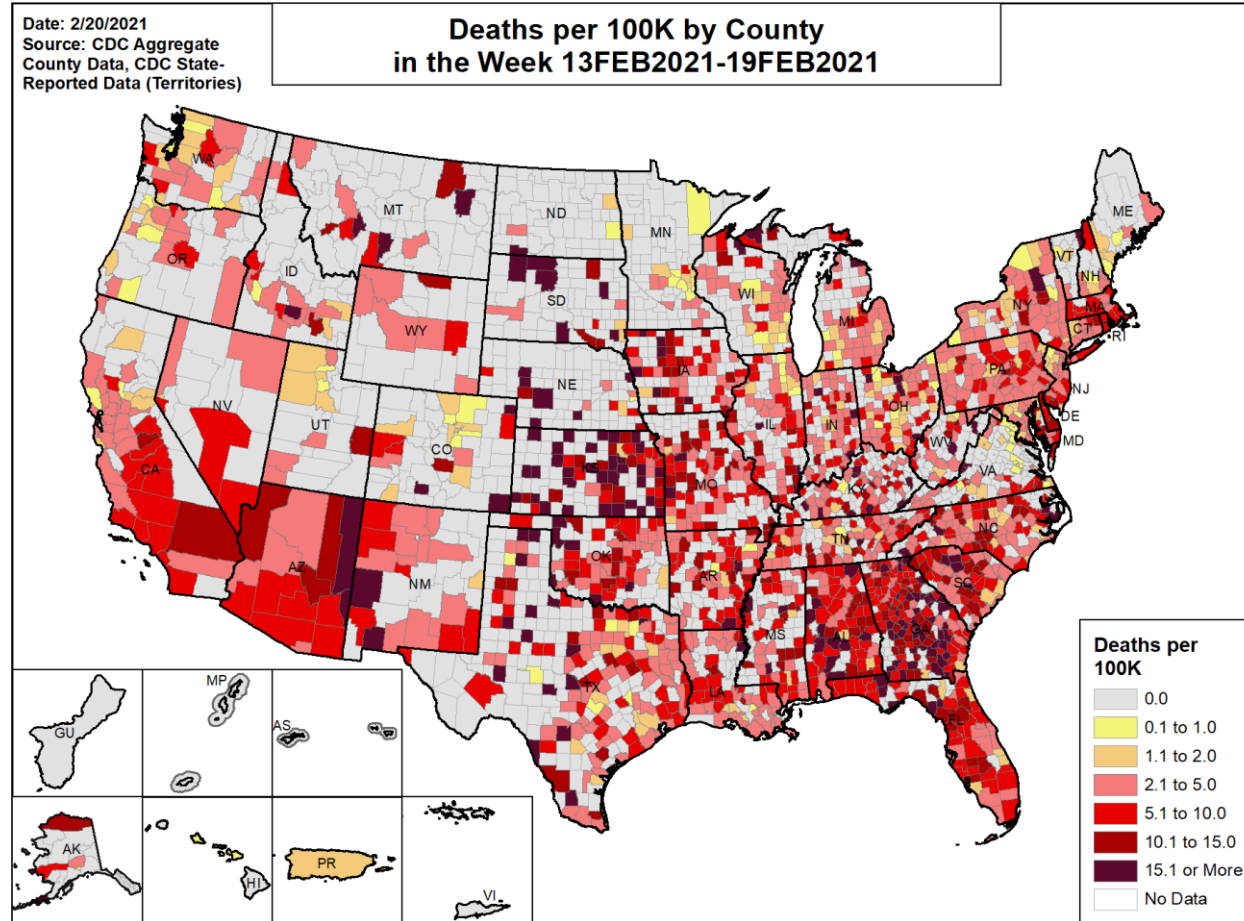 Date: 2/20/2021
Source: CDC Aggregate
County Data, CDC State-
Reported Data (Territories)
Deaths per 100K by County
in the Week 13FEB2021-19FEB2021
WA
MT
ND
MN
ME
OR
ID
SD
WI
VT
NH
NY
MA
CT
RI
WY
MI
IA
NE
PA
NJ
NV
UT
CO
IL
IN
OH
DE
MD
WV
VA
CA
KS
MO
KY
AZ
NM
OK
AR
TN
NC
SC
MS
AL
GA
TX
LA
FL
GU
MP
AS
AK
HI
PR
VI
Deaths per
100K
0.0
0.1 to 1.0
1.1 to 2.0
2.1 to 5.0
5.1 to 10.0
10.1 to 15.0
15.1 or More
No Data